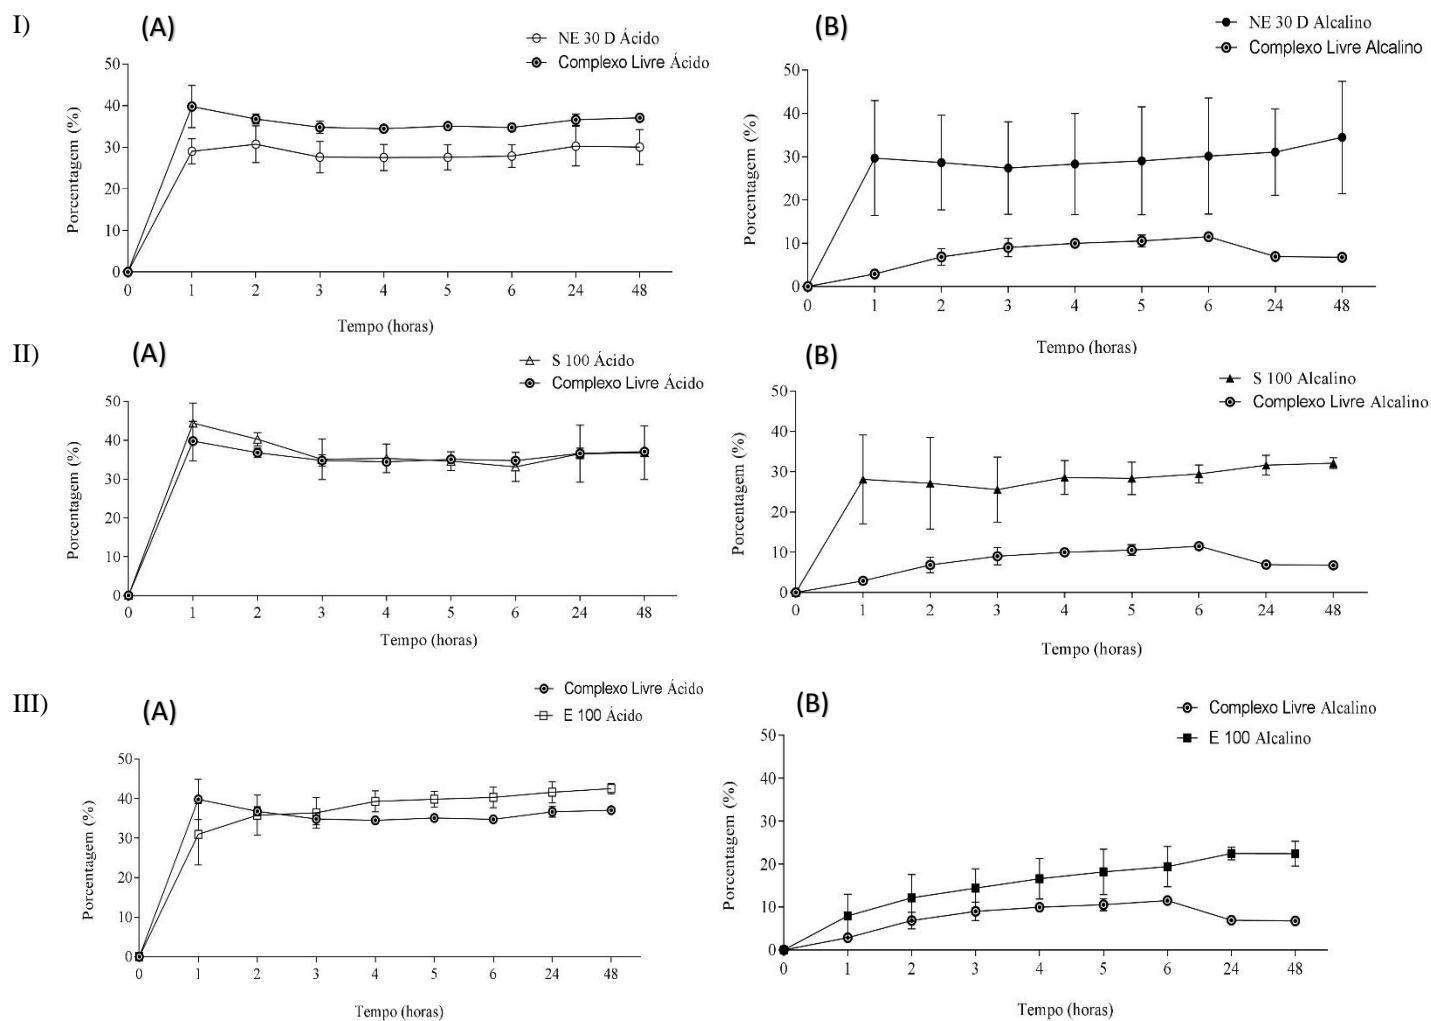 I)
(A)
NE 30 D Ácido
Complexo Livre Ácido
Porcentagem (%)
50
40
30
20
10
0
0 1 2 3 4 5 6 24 48
Tempo (horas)
(B)
NE 30 D Alcalino
Complexo Livre Alcalino
Porcentagem (%)
50
40
30
20
10
0
0 1 2 3 4 5 6 24 48
Tempo (horas)
II)
(A)
S 100 Ácido
Complexo Livre Ácido
Porcentagem (%)
50
40
30
20
10
0
0 1 2 3 4 5 6 24 48
Tempo (horas)
(B)
S 100 Alcalino
Complexo Livre Alcalino
Porcentagem (%)
50
40
30
20
10
0
0 1 2 3 4 5 6 24 48
Tempo (horas)
III)
(A)
Complexo Livre Ácido
E 100 Ácido
Porcentagem (%)
50
40
30
20
10
0
0 1 2 3 4 5 6 24 48
Tempo (horas)
(B)
Complexo Livre Alcalino
E 100 Alcalino
Porcentagem (%)
50
40
30
20
10
0
0 1 2 3 4 5 6 24 48
Tempo (horas)